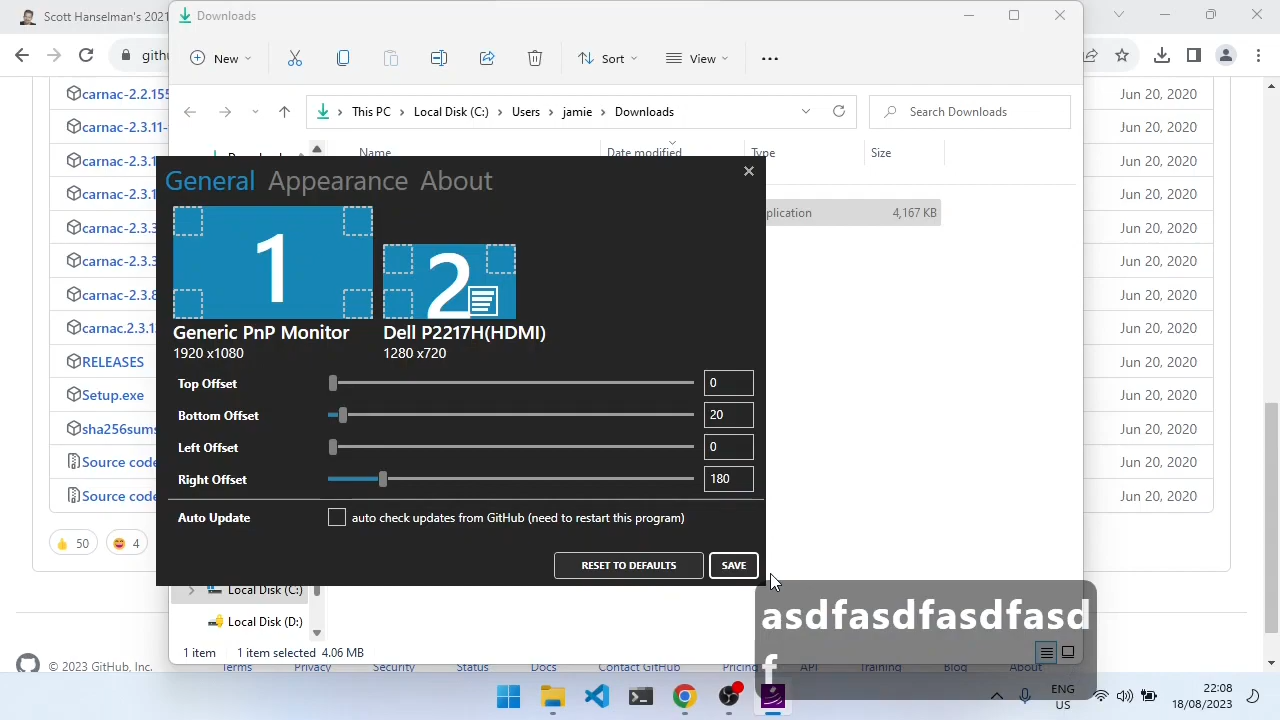 Scott Hanselman's 2021
Downloads
gith
New
Sort
View
This PC
Local Disk (C:)
Users
jamie
Downloads
Search Downloads
Name
Date modified
Type
Size
plication
4,167 KB
carnac-2.2.155
Jun 20, 2020
carnac-2.3.11-
Jun 20, 2020
carnac-2.3.1
Jun 20, 2020
carnac-2.3.1
Jun 20, 2020
carnac-2.3.3
Jun 20, 2020
carnac-2.3.3
Jun 20, 2020
carnac-2.3.8
Jun 20, 2020
carnac.2.3.1
Jun 20, 2020
RELEASES
Jun 20, 2020
Setup.exe
Jun 20, 2020
sha256sums
Jun 20, 2020
Source code
Jun 20, 2020
Source code
Jun 20, 2020
50
4
General Appearance About
1
2
Generic PnP Monitor
1920 x1080
Dell P2217H(HDMI)
1280 x720
Top Offset
0
Bottom Offset
20
Left Offset
0
Right Offset
180
Auto Update
auto check updates from GitHub (need to restart this program)
RESET TO DEFAULTS
SAVE
Local Disk (C:)
Local Disk (D:)
1 item
1 item selected 4.06 MB
asdfasdfasdfasd
f
© 2023 GitHub, Inc.
Terms
Privacy
Security
Status
Docs
Contact GitHub
Pricing
API
Training
Blog
About
ENG
US
22:08
18/08/2023